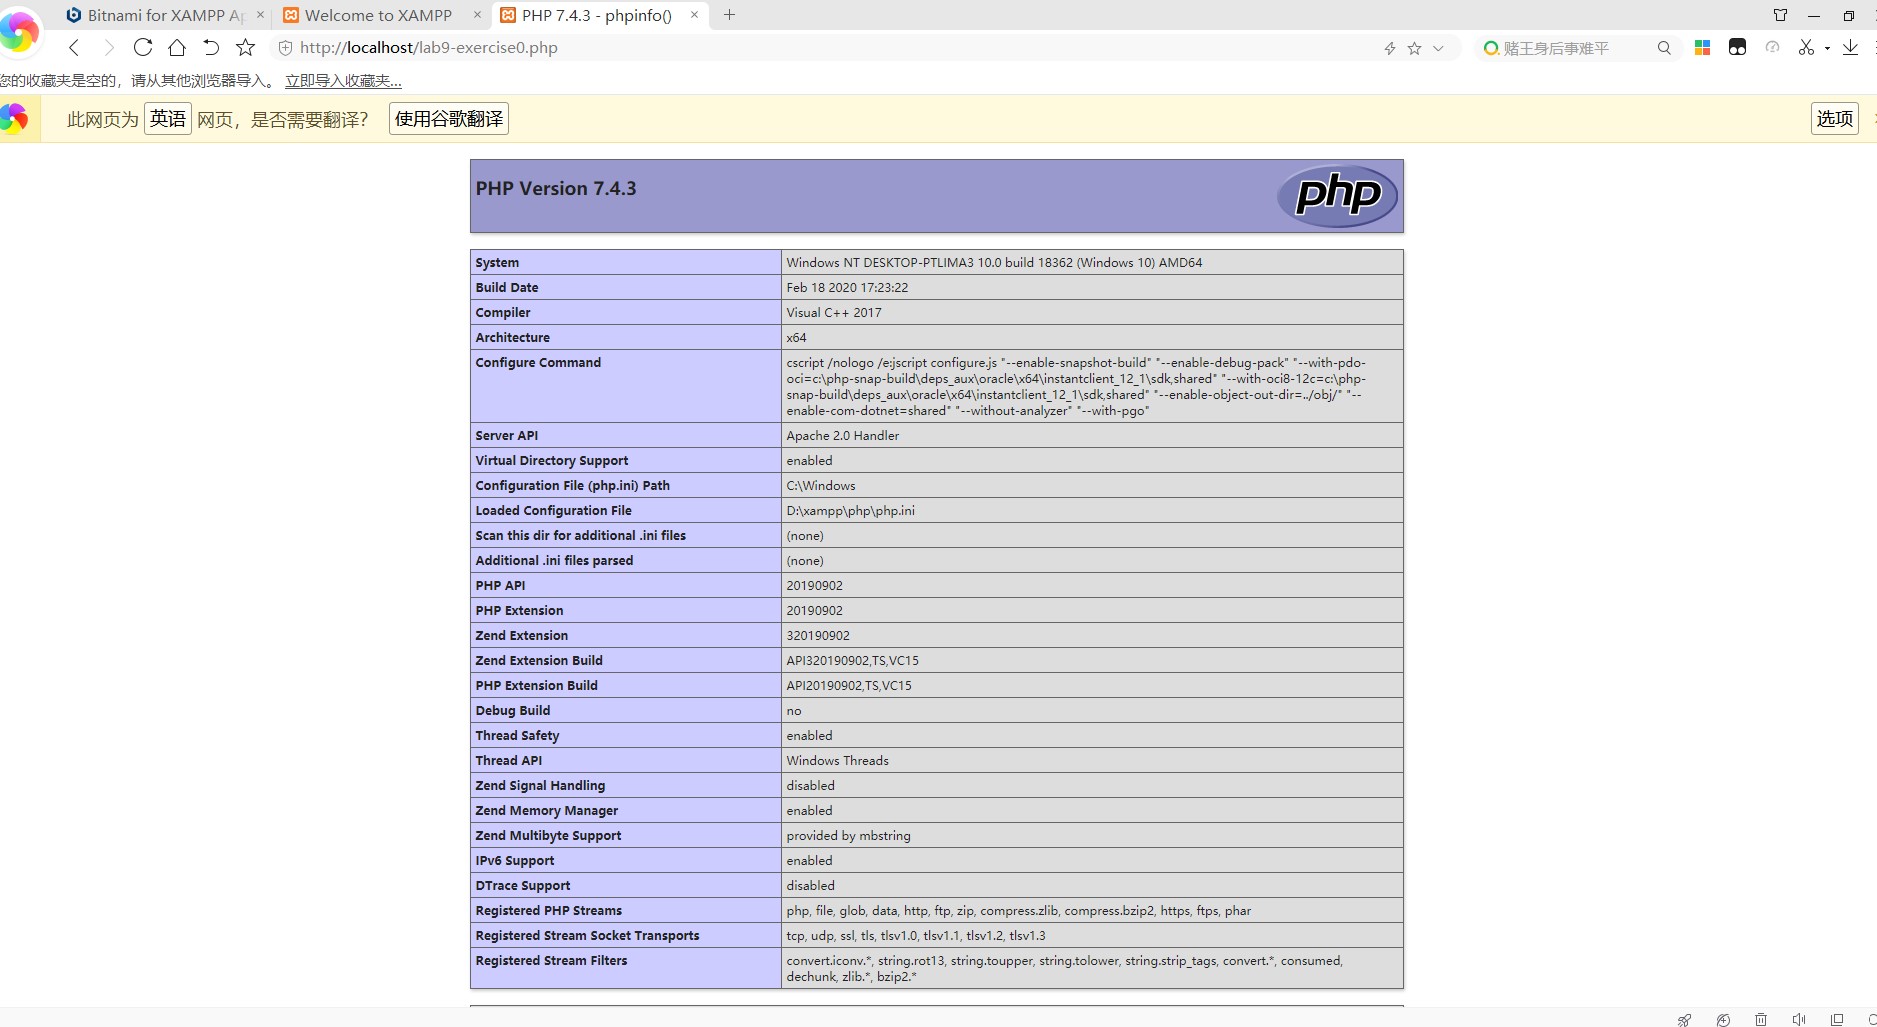 Bitnami for XAMPP Ap
Welcome to XAMPP
PHP 7.4.3 - phpinfo()
http://localhost/lab9-exercise0.php
赌王身后事难平
您的收藏夹是空的，请从其他浏览器导入。 立即导入收藏夹...
此网页为 英语 网页，是否需要翻译？ 使用谷歌翻译 选项
PHP Version 7.4.3
php
System Windows NT DESKTOP-PTLIMA3 10.0 build 18362 (Windows 10) AMD64
Build Date Feb 18 2020 17:23:22
Compiler Visual C++ 2017
Architecture x64
Configure Command cscript /nologo /e:jscript configure.js "--enable-snapshot-build" "--enable-debug-pack" "--with-pdo-
oci=c:\php-snap-build\deps_aux\oracle\x64\instantclient_12_1\sdk,shared" "--with-oci8-12c=c:\php-
snap-build\deps_aux\oracle\x64\instantclient_12_1\sdk,shared" "--enable-object-out-dir=../obj/" "--
enable-com-dotnet=shared" "--without-analyzer" "--with-pgo"
Server API Apache 2.0 Handler
Virtual Directory Support enabled
Configuration File (php.ini) Path C:\Windows
Loaded Configuration File D:\xampp\php\php.ini
Scan this dir for additional .ini files (none)
Additional .ini files parsed (none)
PHP API 20190902
PHP Extension 20190902
Zend Extension 320190902
Zend Extension Build API320190902,TS,VC15
PHP Extension Build API20190902,TS,VC15
Debug Build no
Thread Safety enabled
Thread API Windows Threads
Zend Signal Handling disabled
Zend Memory Manager enabled
Zend Multibyte Support provided by mbstring
IPv6 Support enabled
DTrace Support disabled
Registered PHP Streams php, file, glob, data, http, ftp, zip, compress.zlib, compress.bzip2, https, ftps, phar
Registered Stream Socket Transports tcp, udp, ssl, tls, tlsv1.0, tlsv1.1, tlsv1.2, tlsv1.3
Registered Stream Filters convert.iconv.*, string.rot13, string.toupper, string.tolower, string.strip_tags, convert.*, consumed,
dechunk, zlib.*, bzip2.*